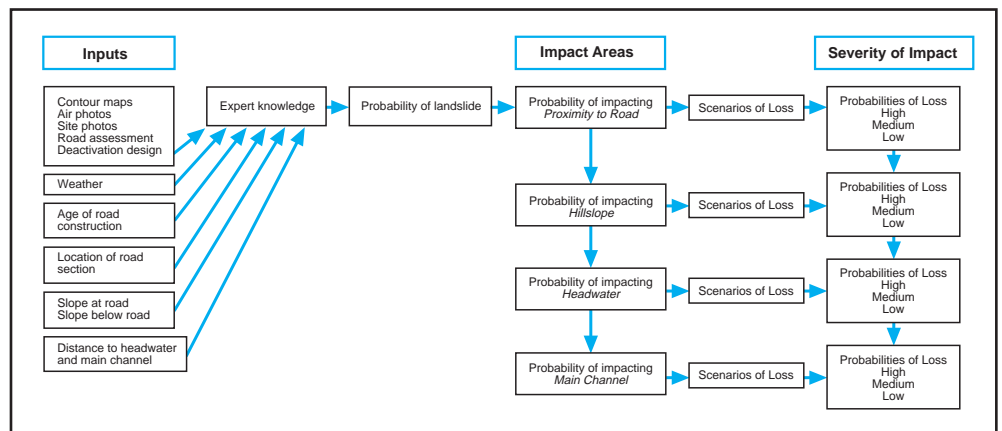 Inputs
Impact Areas
Severity of Impact
Contour maps
Air photos
Site photos
Road assessment
Deactivation design
Expert knowledge
Probability of landslide
Probability of impacting
Proximity to Road
Scenarios of Loss
Probabilities of Loss
High
Medium
Low
Weather
Age of road
construction
Location of road
section
Slope at road
Slope below road
Distance to headwater
and main channel
Probability of impacting
Hillslope
Scenarios of Loss
Probabilities of Loss
High
Medium
Low
Probability of impacting
Headwater
Scenarios of Loss
Probabilities of Loss
High
Medium
Low
Probability of impacting
Main Channel
Scenarios of Loss
Probabilities of Loss
High
Medium
Low